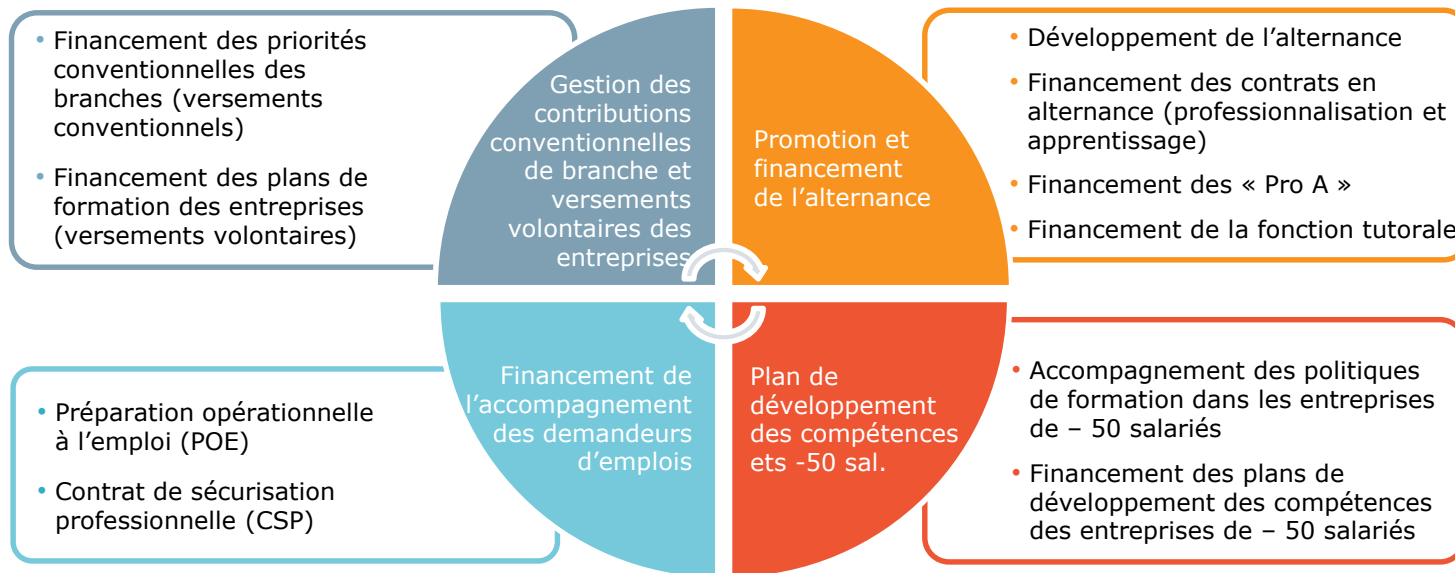 • Financement des priorités
conventionnelles des
branches (versements
conventionnels)
• Financement des plans de
formation des entreprises
(versements volontaires)
Gestion des
contributions
conventionnelles
de branche et
versements
volontaires des
entreprises
Promotion et
financement
de l’alternance
• Développement de l’alternance
• Financement des contrats en
alternance (professionnalisation et
apprentissage)
• Financement des « Pro A »
• Financement de la fonction tutorale
• Préparation opérationnelle
à l’emploi (POE)
• Contrat de sécurisation
professionnelle (CSP)
Financement de
l’accompagnement
des demandeurs
d’emplois
Plan de
développement
des compétences
ets -50 sal.
• Accompagnement des politiques
de formation dans les entreprises
de – 50 salariés
• Financement des plans de
développement des compétences
des entreprises de – 50 salariés